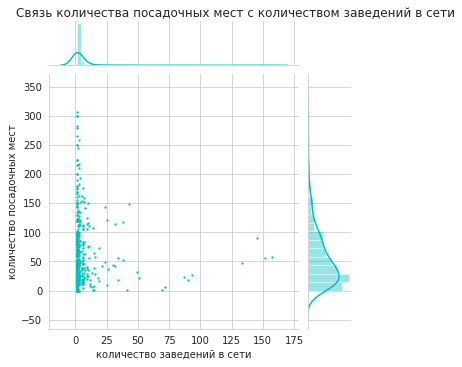 Связь количества посадочных мест с количеством заведений в сети
350
300
250
200
150
100
50
0
−50
количество посадочных мест
0 25 50 75 100 125 150 175
количество заведений в сети